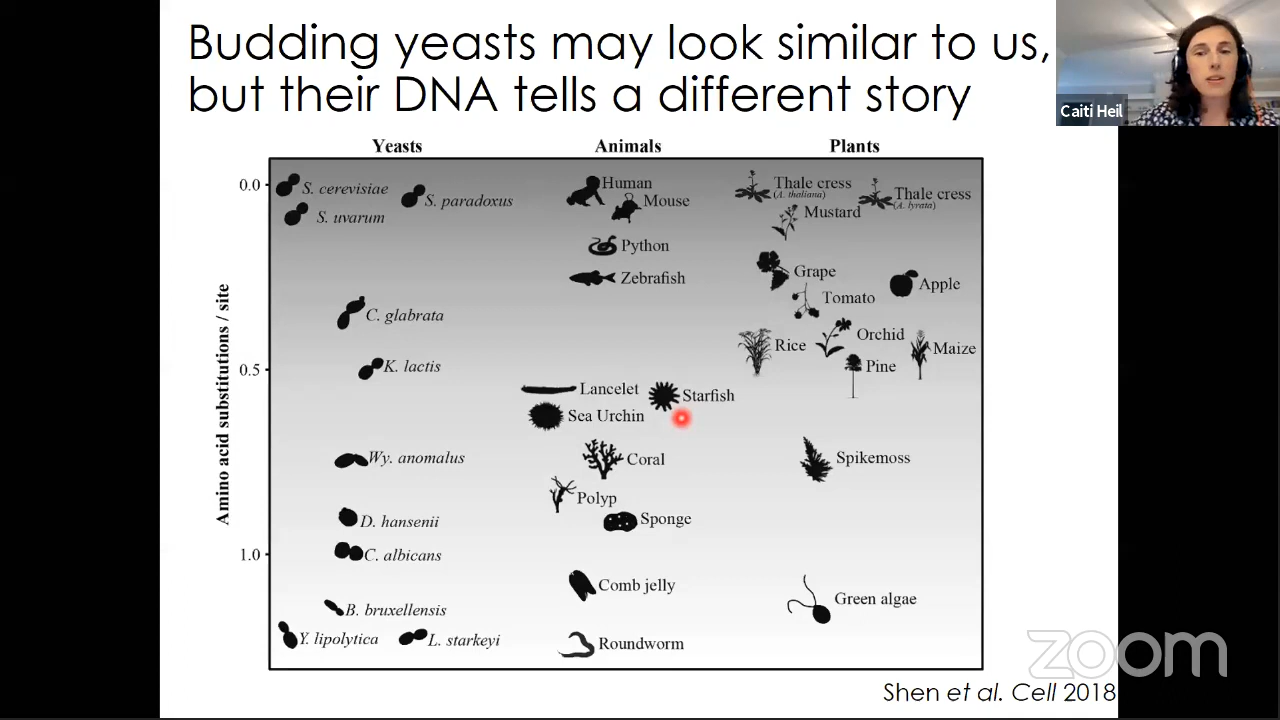 Budding yeasts may look similar to us,
but their DNA tells a different story
Caiti Heil
Yeasts
Animals
Plants
Amino acid substitutions / site
0.0
0.5
1.0
S. cerevisiae
S. paradoxus
S. uvarum
C. glabrata
K. lactis
Wy. anomalus
D. hansenii
C. albicans
B. bruxellensis
Y. lipolytica
L. starkeyi
Human
Mouse
Python
Zebrafish
Lancelet
Starfish
Sea Urchin
Coral
Polyp
Sponge
Comb jelly
Roundworm
Thale cress
(A. thaliana)
Thale cress
(A. lyrata)
Mustard
Grape
Apple
Tomato
Orchid
Rice
Maize
Pine
Spikemoss
Green algae
zoom
Shen et al. Cell 2018